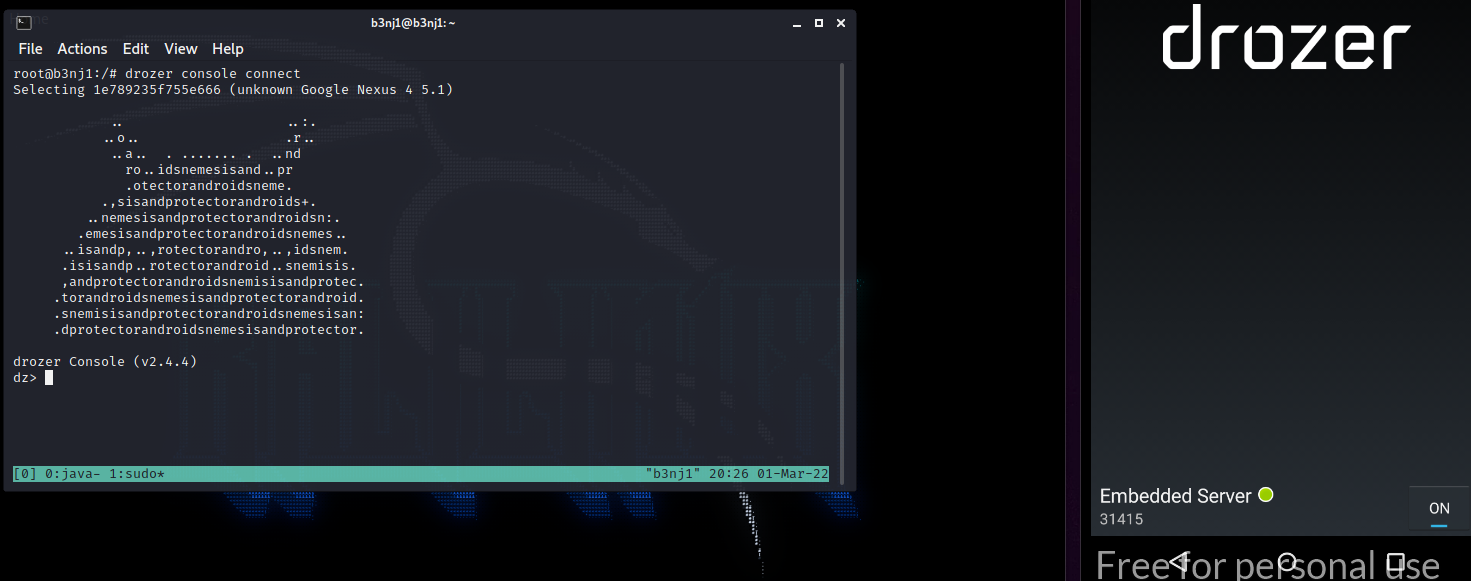 b3nj1@b3nj1: ~
File Actions Edit View Help
root@b3nj1:/# drozer console connect
Selecting 1e789235f755e666 (unknown Google Nexus 4 5.1)
..                    ..:.
..o..                   .r..
..a..  . ....... .  ..nd
ro..idsnemesisand..pr
.otectorandroidsneme.
.,sisandprotectorandroids+.
..nemesisandprotectorandroidsn:.
.emesisandprotectorandroidsnemes..
..isandp,..,rotectorandro,..,idsnem.
.isisandp..rotectorandroid..snemisis.
,andprotectorandroidsnemisisandprotec.
.torandroidsnemesisandprotectorandroid.
.snemisisandprotectorandroidsnemesisan:
.dprotectorandroidsnemesisandprotector.
drozer Console (v2.4.4)
dz>
[0] 0:java- 1:sudo* "b3nj1" 20:26 01-Mar-22
drozer
Embedded Server
31415
ON
Free for personal use